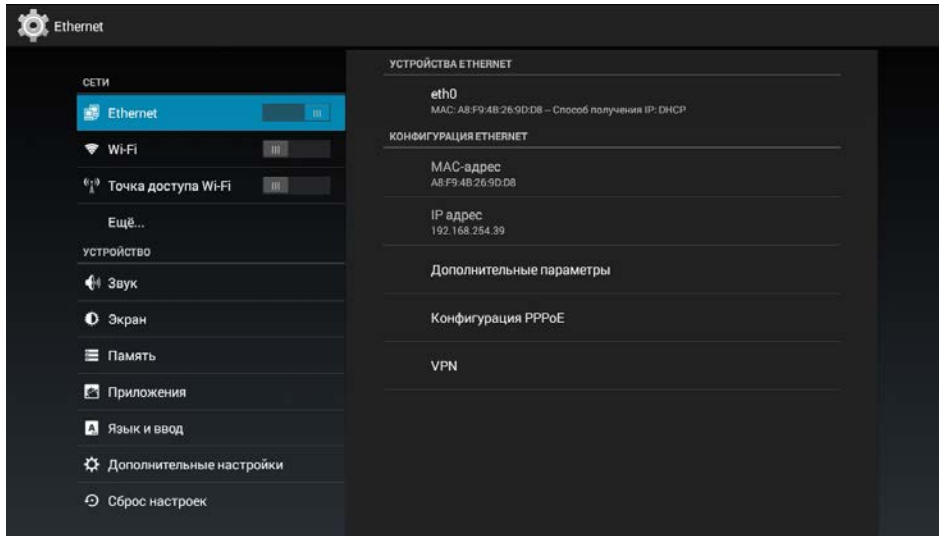 Ethernet
СЕТИ
Ethernet
Wi-Fi
Точка доступа Wi-Fi
Ещё...
УСТРОЙСТВО
Звук
Экран
Память
Приложения
Язык и ввод
Дополнительные настройки
Сброс настроек
УСТРОЙСТВА ETHERNET
eth0
MAC: A8:F9:4B:26:9D:D8 -- Способ получения IP: DHCP
КОНФИГУРАЦИЯ ETHERNET
MAC-адрес
A8:F9:4B:26:9D:D8
IP адрес
192.168.254.39
Дополнительные параметры
Конфигурация PPPoE
VPN